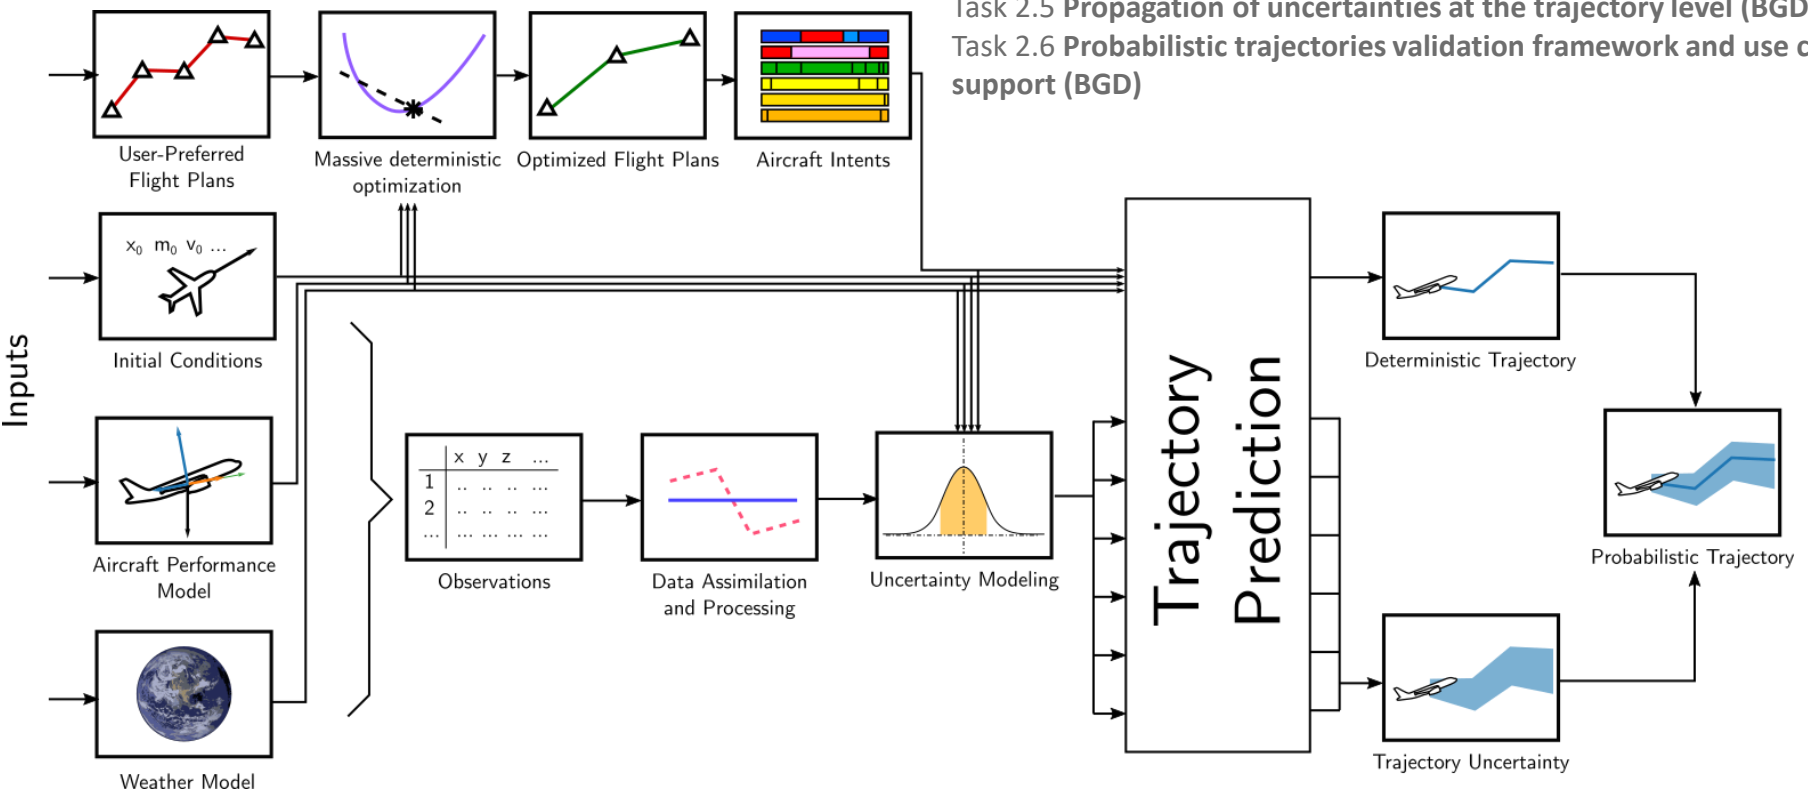 Task 2.5 Propagation of uncertainties at the trajectory level (BGD
Task 2.6 Probabilistic trajectories validation framework and use c
support (BGD)
User-Preferred
Flight Plans
Massive deterministic
optimization
Optimized Flight Plans
Aircraft Intents
Inputs
x₀ m₀ v₀ ...
Initial Conditions
Aircraft Performance
Model
Weather Model
x y z ...
1 .. .. .. ...
2 .. .. .. ...
... ... ... ... ...
Observations
Data Assimilation
and Processing
Uncertainty Modeling
Trajectory
Prediction
Deterministic Trajectory
Probabilistic Trajectory
Trajectory Uncertainty